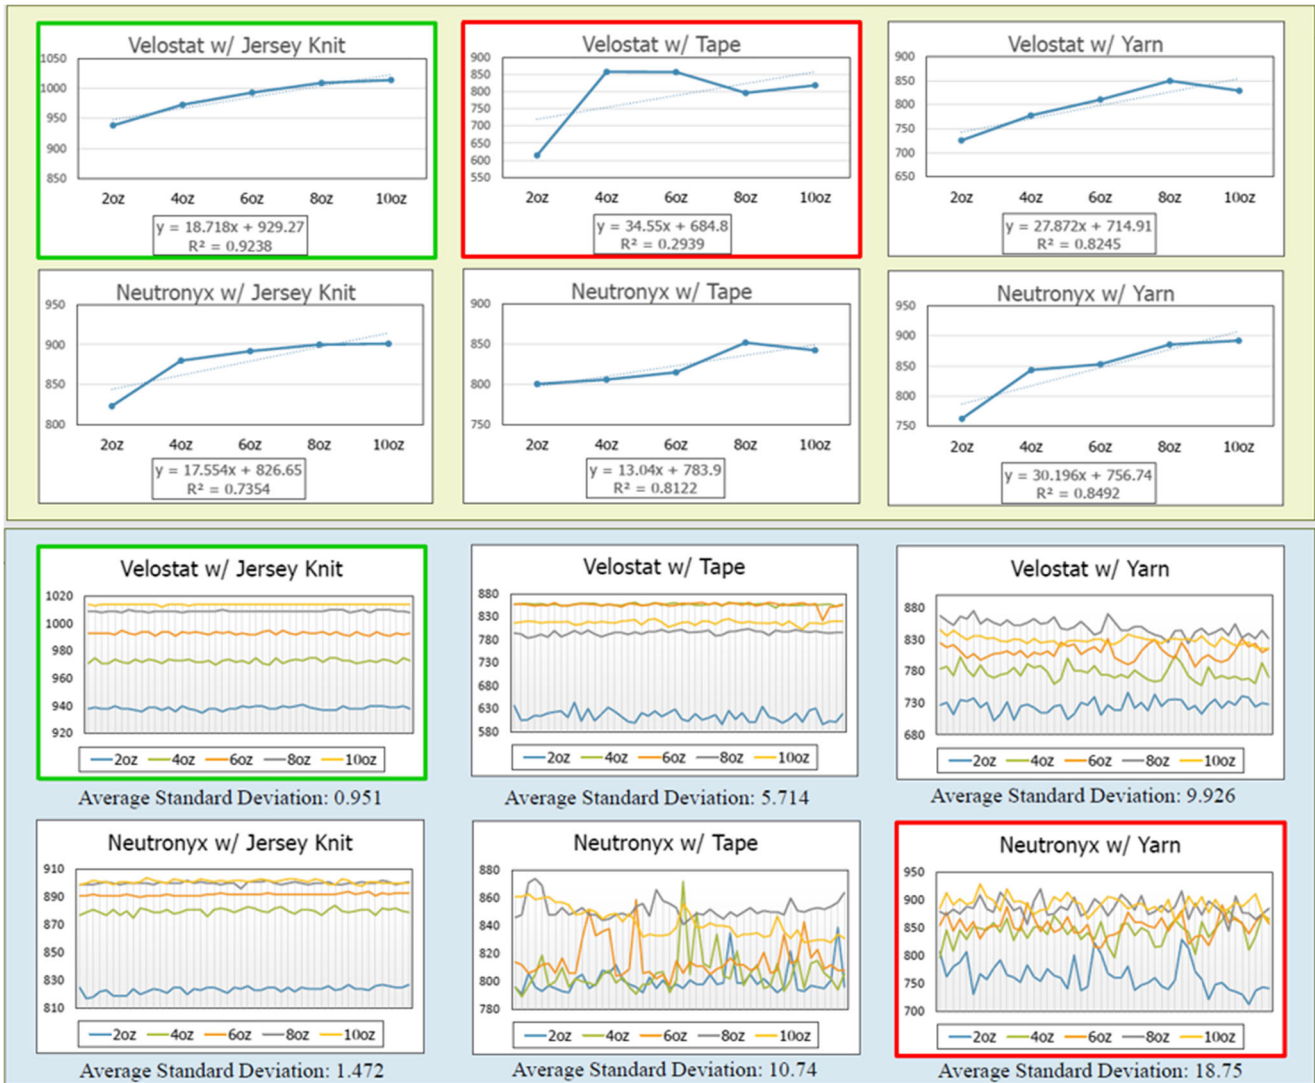 Velostat w/ Jersey Knit
1050
1000
950
900
850
2oz 4oz 6oz 8oz 10oz
y = 18.718x + 929.27
R² = 0.9238
Velostat w/ Tape
900
850
800
750
700
650
600
550
2oz 4oz 6oz 8oz 10oz
y = 34.55x + 684.8
R² = 0.2939
Velostat w/ Yarn
900
850
800
750
700
650
2oz 4oz 6oz 8oz 10oz
y = 27.872x + 714.91
R² = 0.8245
Neutronyx w/ Jersey Knit
950
900
850
800
2oz 4oz 6oz 8oz 10oz
y = 17.554x + 826.65
R² = 0.7354
Neutronyx w/ Tape
900
850
800
750
2oz 4oz 6oz 8oz 10oz
y = 13.04x + 783.9
R² = 0.8122
Neutronyx w/ Yarn
950
900
850
800
750
2oz 4oz 6oz 8oz 10oz
y = 30.196x + 756.74
R² = 0.8492
Velostat w/ Jersey Knit
1020
1000
980
960
940
920
2oz 4oz 6oz 8oz 10oz
Average Standard Deviation: 0.951
Velostat w/ Tape
880
830
780
730
680
630
580
2oz 4oz 6oz 8oz 10oz
Average Standard Deviation: 5.714
Velostat w/ Yarn
880
830
780
730
680
2oz 4oz 6oz 8oz 10oz
Average Standard Deviation: 9.926
Neutronyx w/ Jersey Knit
910
890
870
850
830
810
2oz 4oz 6oz 8oz 10oz
Average Standard Deviation: 1.472
Neutronyx w/ Tape
880
860
840
820
800
780
2oz 4oz 6oz 8oz 10oz
Average Standard Deviation: 10.74
Neutronyx w/ Yarn
950
900
850
800
750
700
2oz 4oz 6oz 8oz 10oz
Average Standard Deviation: 18.75